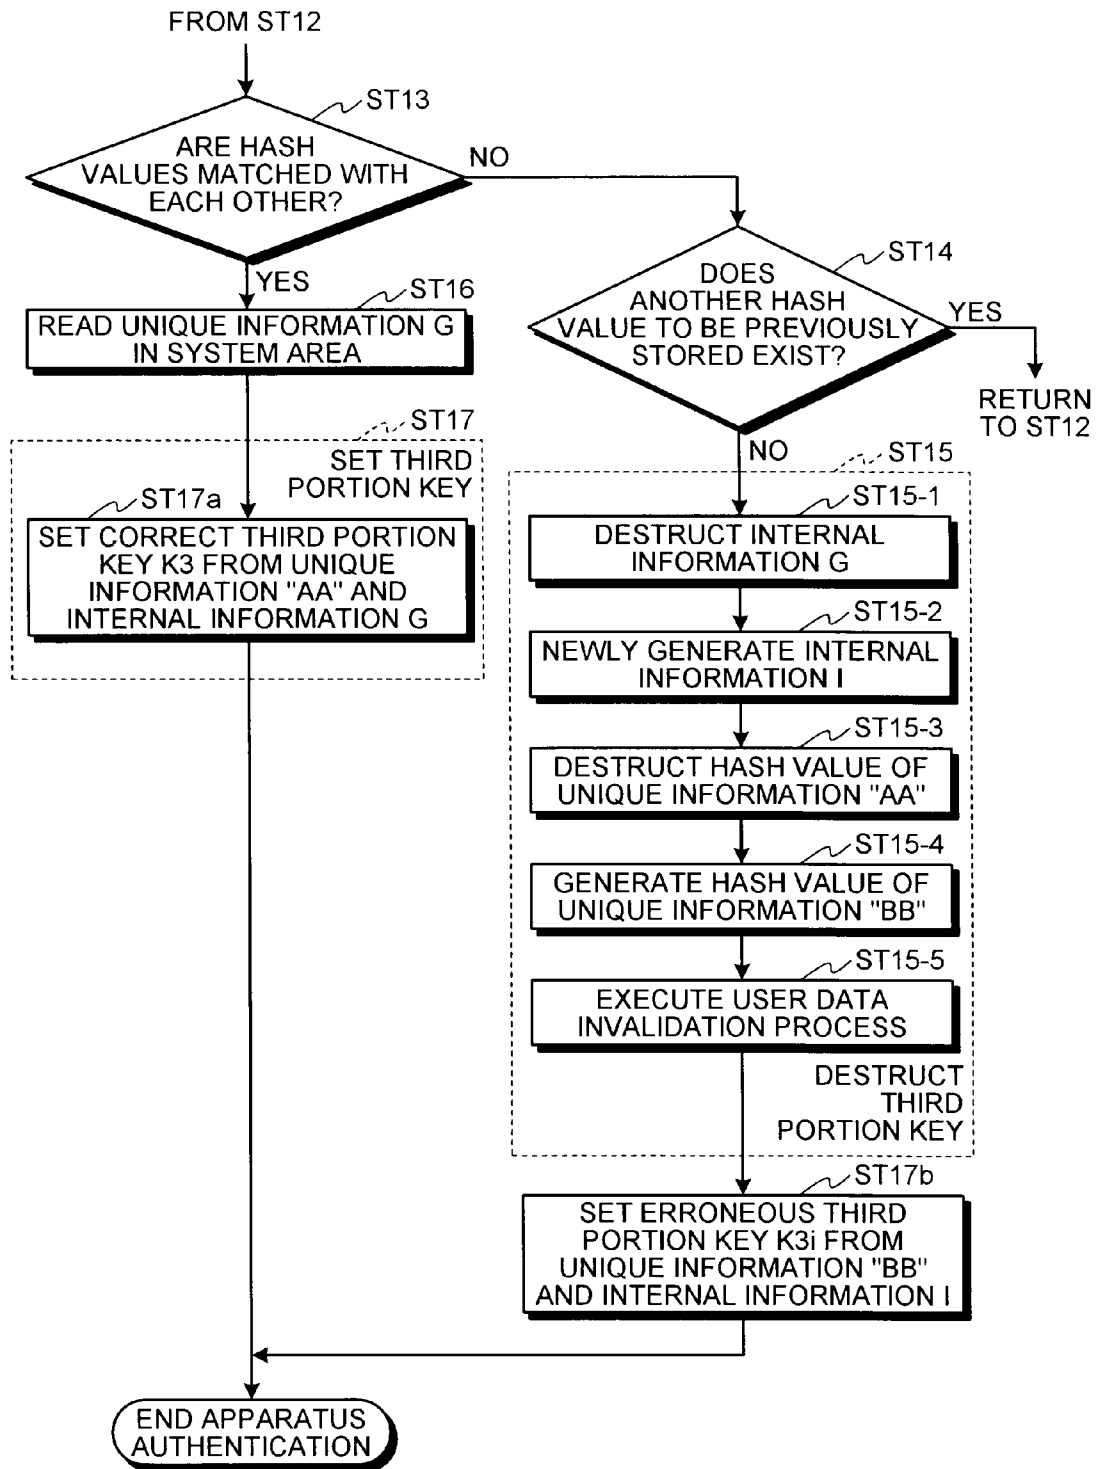 FROM ST12
ST13
ARE HASH
VALUES MATCHED WITH
EACH OTHER?
NO
YES
ST16
READ UNIQUE INFORMATION G
IN SYSTEM AREA
ST17
SET THIRD
PORTION KEY
ST17a
SET CORRECT THIRD PORTION
KEY K3 FROM UNIQUE
INFORMATION "AA" AND
INTERNAL INFORMATION G
ST14
DOES
ANOTHER HASH
VALUE TO BE PREVIOUSLY
STORED EXIST?
YES
RETURN
TO ST12
NO
ST15
ST15-1
DESTRUCT INTERNAL
INFORMATION G
ST15-2
NEWLY GENERATE INTERNAL
INFORMATION I
ST15-3
DESTRUCT HASH VALUE OF
UNIQUE INFORMATION "AA"
ST15-4
GENERATE HASH VALUE OF
UNIQUE INFORMATION "BB"
ST15-5
EXECUTE USER DATA
INVALIDATION PROCESS
DESTRUCT
THIRD
PORTION KEY
ST17b
SET ERRONEOUS THIRD
PORTION KEY K3i FROM
UNIQUE INFORMATION "BB"
AND INTERNAL INFORMATION I
END APPARATUS
AUTHENTICATION